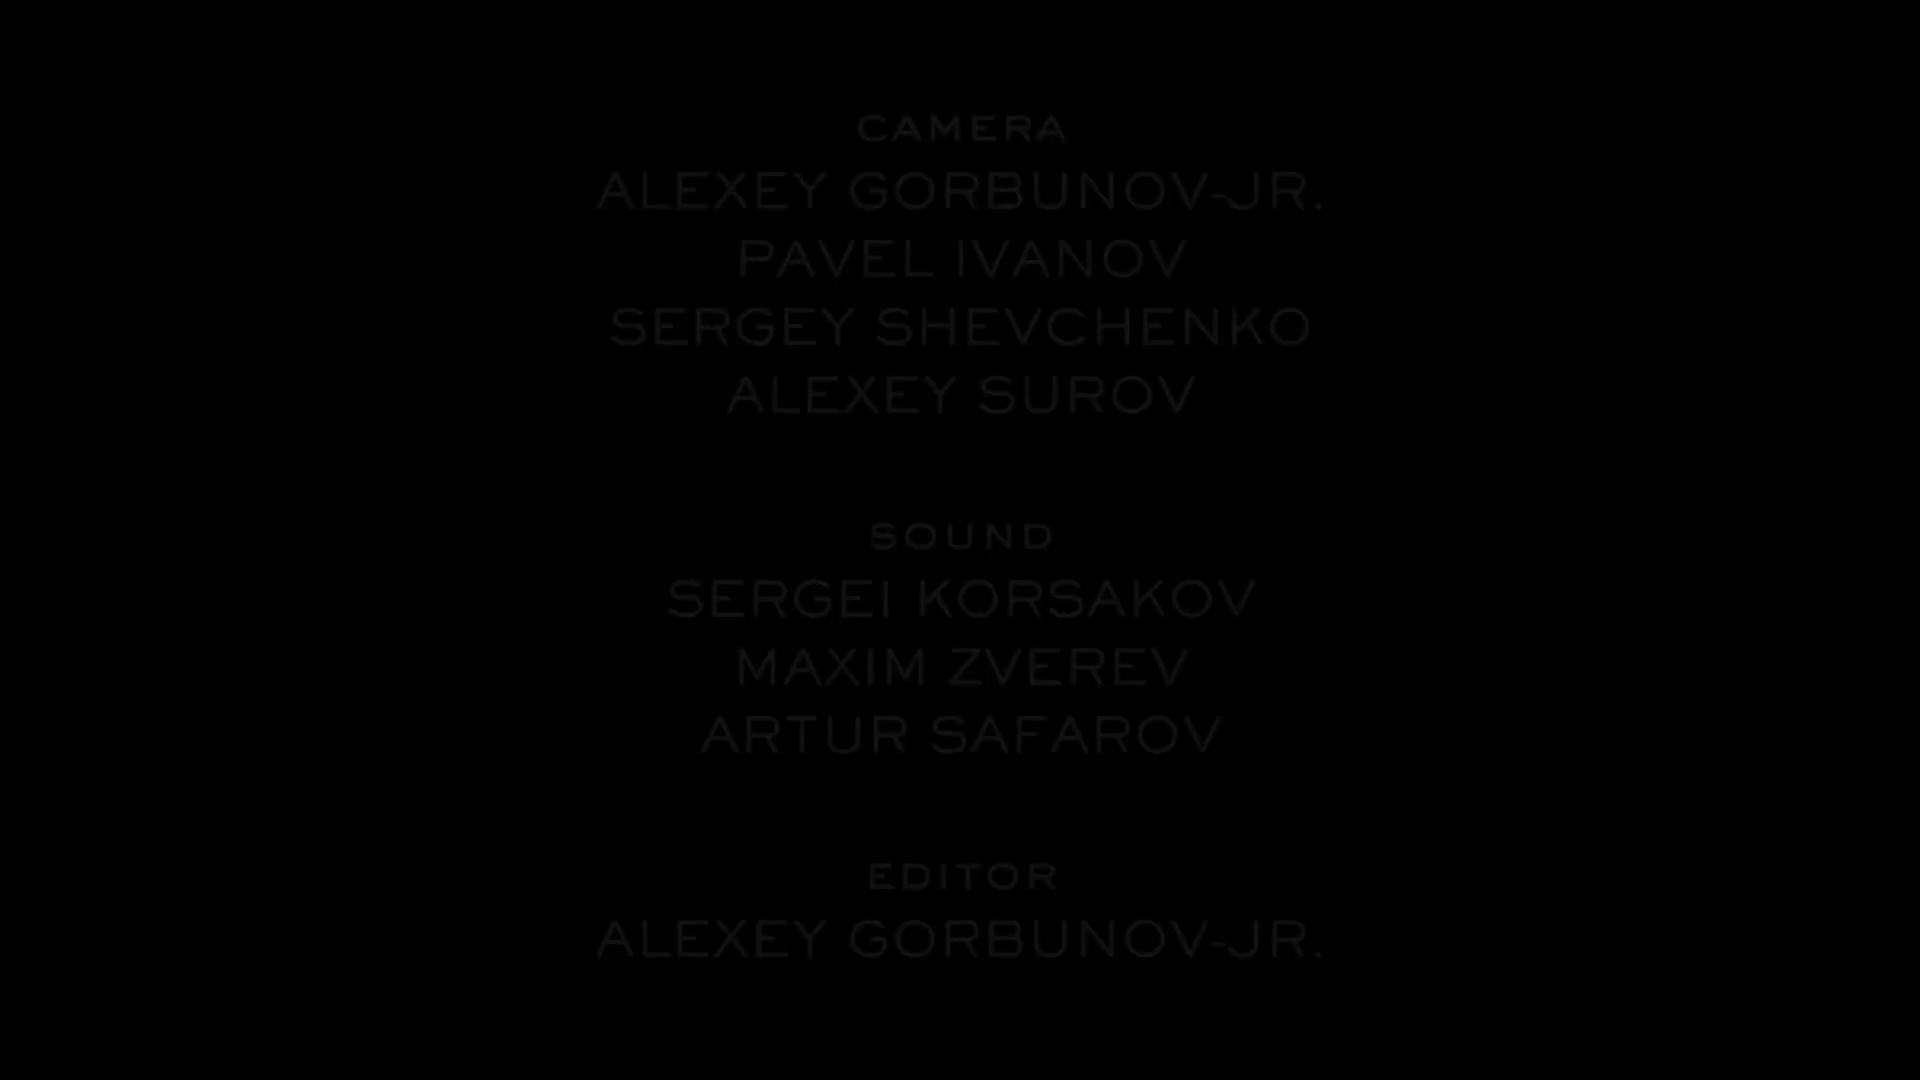 CAMERA
ALEXEY GORBUNOV-JR.
PAVEL IVANOV
SERGEY SHEVCHENKO
ALEXEY SUROV
SOUND
SERGEI KORSAKOV
MAXIM ZVEREV
ARTUR SAFAROV
EDITOR
ALEXEY GORBUNOV-JR.